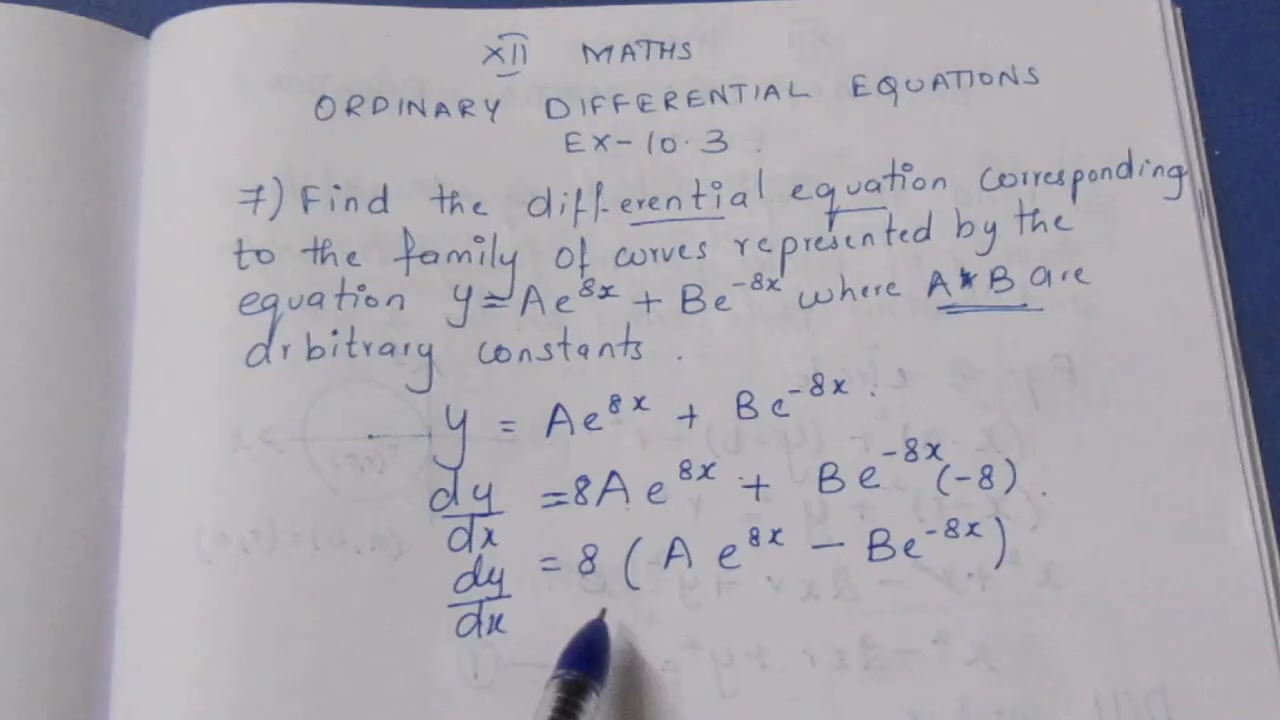 XII MATHS
ORDINARY DIFFERENTIAL EQUATIONS
EX-10.3
7) Find the differential equation corresponding
to the family of curves represented by the
equation y = Ae^{8x} + Be^{-8x} where A & B are
arbitrary constants.
y = Ae^{8x} + Be^{-8x}.
dy/dx = 8Ae^{8x} + Be^{-8x}(-8).
dy/dx = 8(Ae^{8x} - Be^{-8x})